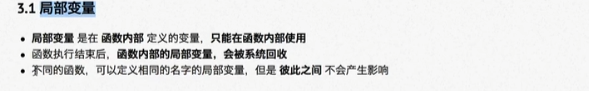 3.1 局部变量
• 局部变量 是在 函数内部 定义的变量，只能在函数内部使用
• 函数执行结束后，函数内部的局部变量，会被系统回收
• 不同的函数，可以定义相同的名字的局部变量，但是 彼此之间 不会产生影响